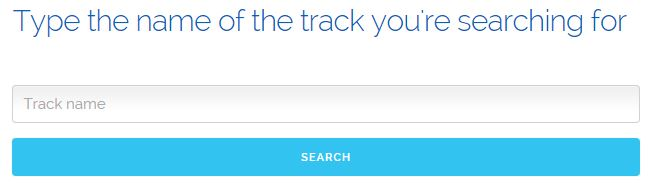 Type the name of the track you're searching for
Track name
SEARCH